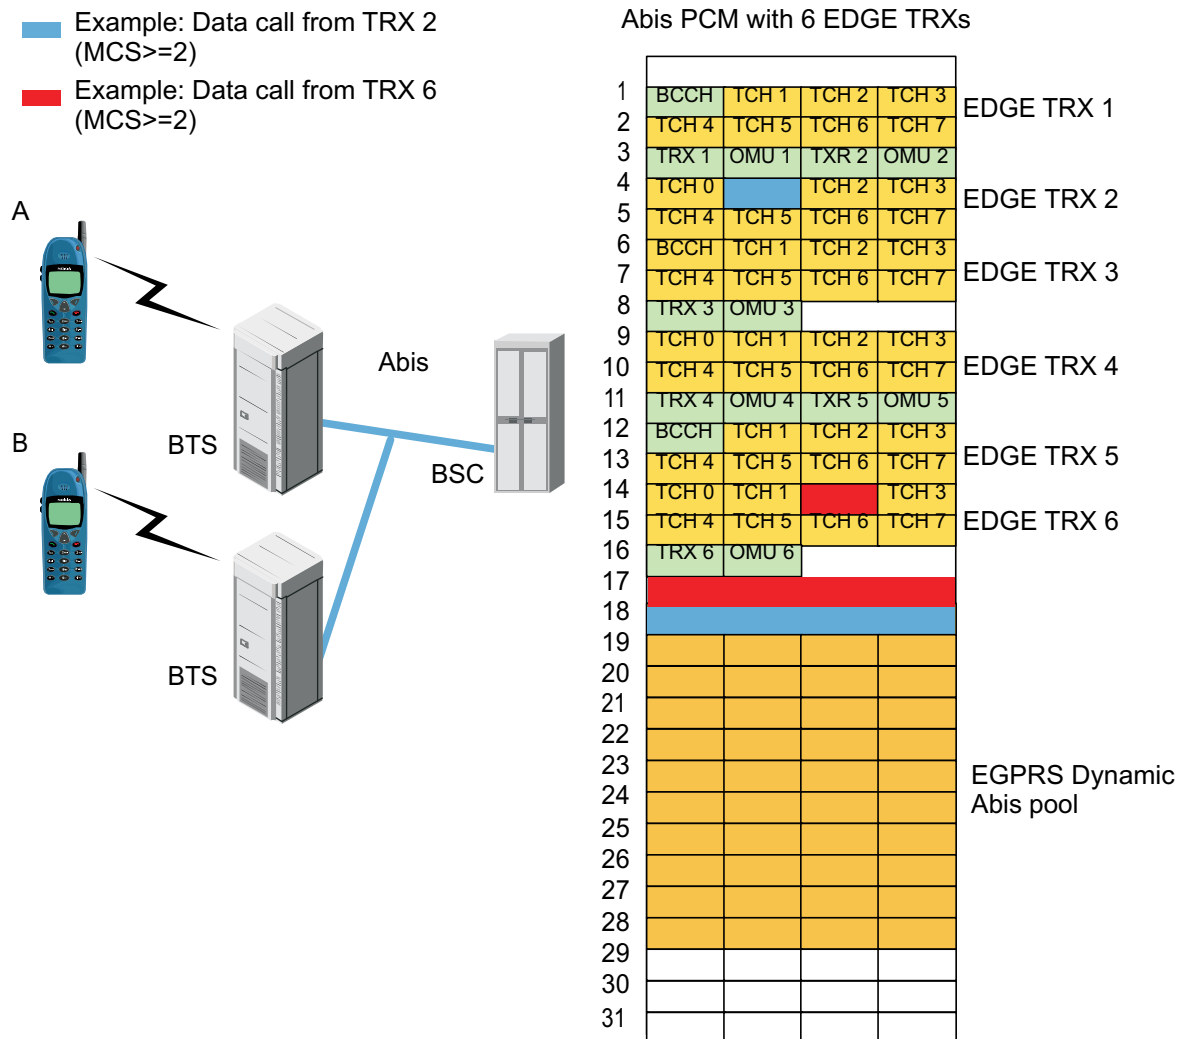 Example: Data call from TRX 2
(MCS>=2)
Example: Data call from TRX 6
(MCS>=2)
A
B
BTS
BTS
Abis
BSC
Abis PCM with 6 EDGE TRXs
1 BCCH TCH 1 TCH 2 TCH 3
EDGE TRX 1
2 TCH 4 TCH 5 TCH 6 TCH 7
3 TRX 1 OMU 1 TXR 2 OMU 2
4 TCH 0 TCH 2 TCH 3
EDGE TRX 2
5 TCH 4 TCH 5 TCH 6 TCH 7
6 BCCH TCH 1 TCH 2 TCH 3
EDGE TRX 3
7 TCH 4 TCH 5 TCH 6 TCH 7
8 TRX 3 OMU 3
9 TCH 0 TCH 1 TCH 2 TCH 3
EDGE TRX 4
10 TCH 4 TCH 5 TCH 6 TCH 7
11 TRX 4 OMU 4 TXR 5 OMU 5
12 BCCH TCH 1 TCH 2 TCH 3
EDGE TRX 5
13 TCH 4 TCH 5 TCH 6 TCH 7
14 TCH 0 TCH 1 TCH 3
EDGE TRX 6
15 TCH 4 TCH 5 TCH 6 TCH 7
16 TRX 6 OMU 6
17
18
19
20
21
22
23
24
25
26
27
28
29
30
31
EGPRS Dynamic
Abis pool